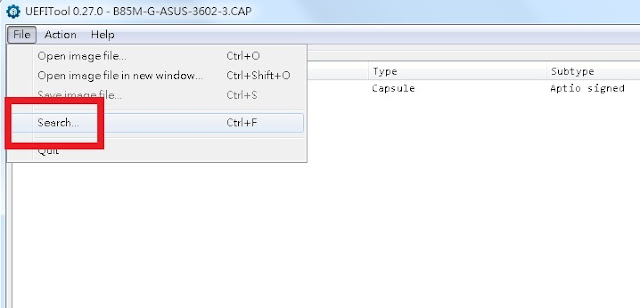 UEFITool 0.27.0 - B85M-G-ASUS-3602-3.CAP
File Action Help
Open image file... Ctrl+O
Open image file in new window... Ctrl+Shift+O
Save image file... Ctrl+S
Search... Ctrl+F
Quit
Type Subtype
Capsule Aptio signed